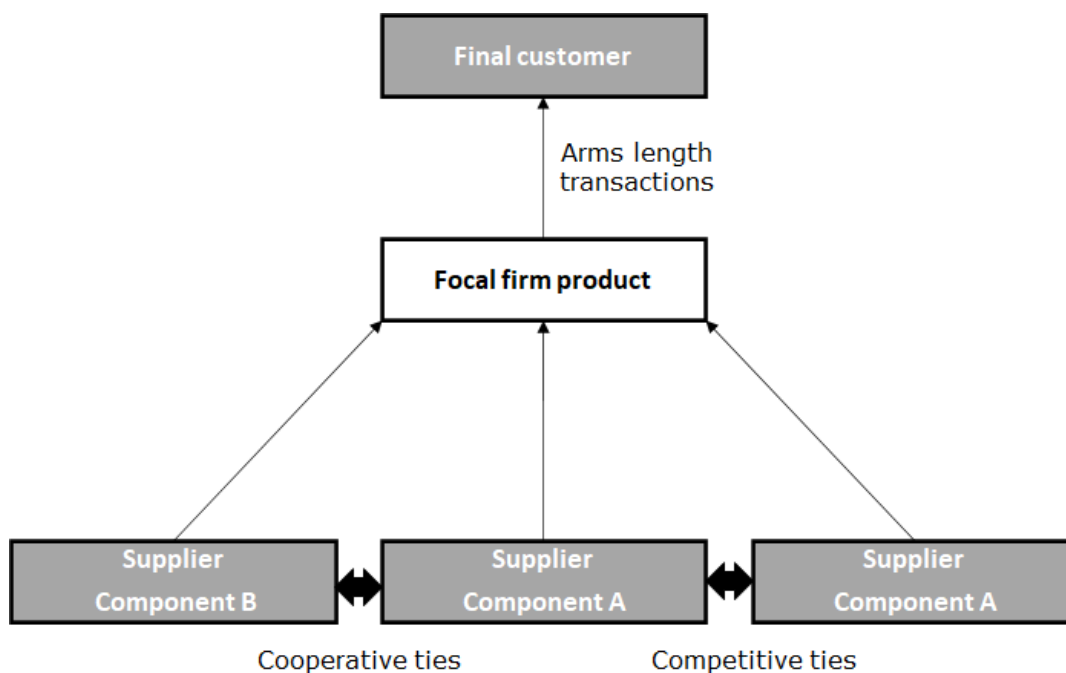 Final customer
Arms length
transactions
Focal firm product
Supplier
Component B
Supplier
Component A
Supplier
Component A
Cooperative ties
Competitive ties